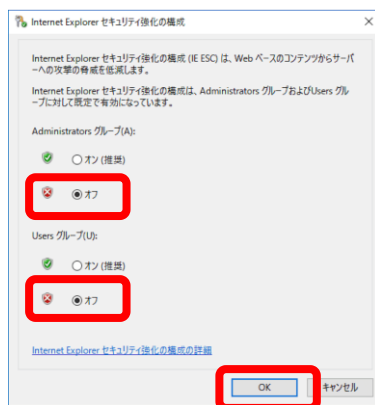 Internet Explorer セキュリティ強化の構成
Internet Explorer セキュリティ強化の構成 (IE ESC) は、Web ベースのコンテンツからサーバ
ーへの攻撃の脅威を低減します。
Internet Explorer セキュリティ強化の構成は、Administrators グループおよびUsers グル
ープに対して既定で有効になっています。
Administrators グループ(A):
オン (推奨)
オフ
Users グループ(U):
オン (推奨)
オフ
Internet Explorer セキュリティ強化の構成の詳細
OK
キャンセル